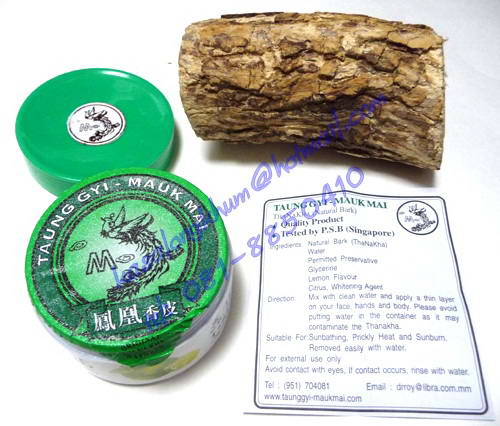 TAUNG GYI - MAUK MAI
M
鳳凰香皮
M
TAUNG GYI - MAUK MAI
ThaNaKha (Natural Bark)
Quality Product
Tested by P.S.B (Singapore)
Ingredients: Natural Bark (ThaNaKha)
Water
Permitted Preservative
Glycerine
Lemon Flavour
Citrus, Whitening Agent
Direction: Mix with clean water and apply a thin layer
on your face, hands and body. Please avoid
putting water in the container as it may
contaminate the Thanakha.
Suitable For: Sunbathing, Prickly Heat and Sunburn.
Removed easily with water.
For external use only
Avoid contact with eyes, if contact occurs, rinse with water.
Tel : (951) 704081 Email : drroy@libra.com.mm
www.taunggyi-maukmai.com